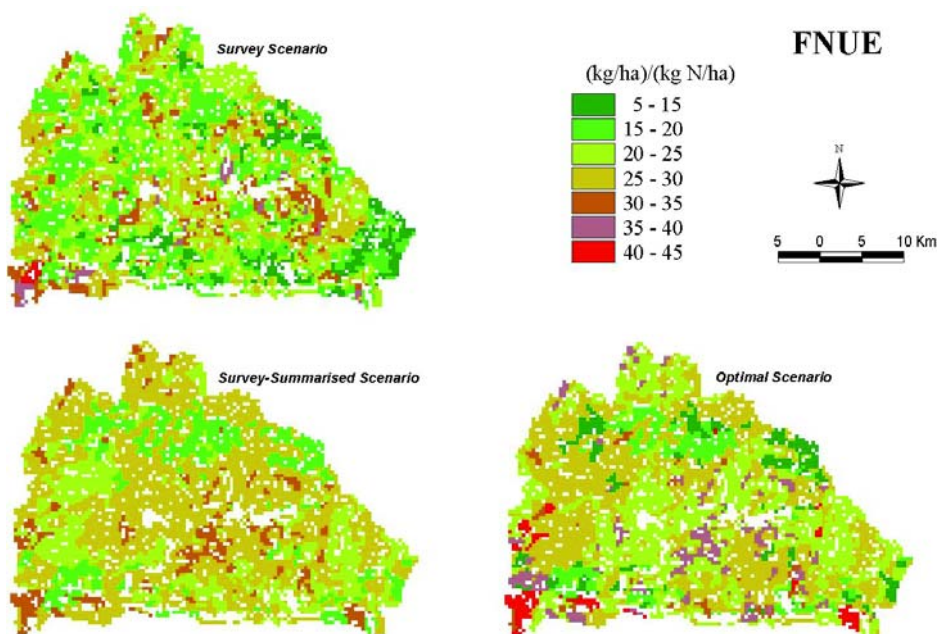 Survey Scenario
FNUE
(kg/ha)/(kg N/ha)
5 - 15
15 - 20
20 - 25
25 - 30
30 - 35
35 - 40
40 - 45
N
5 0 5 10 Km
Survey-Summarised Scenario
Optimal Scenario